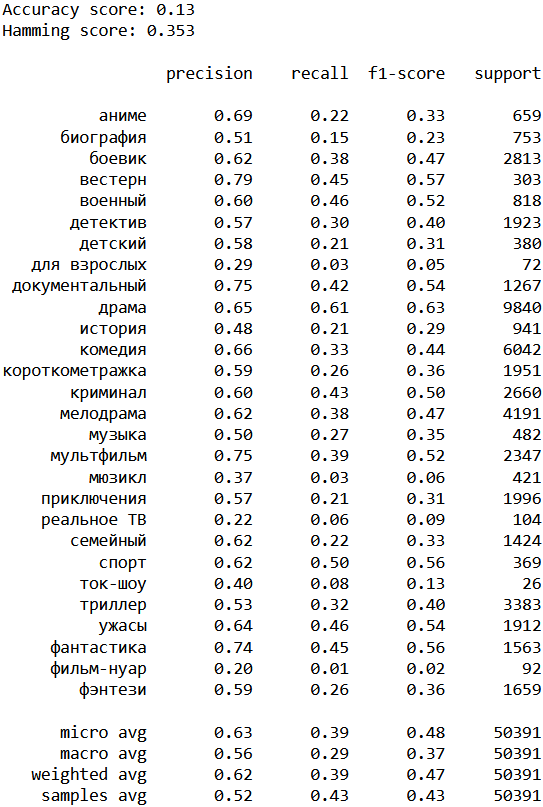 Accuracy score: 0.13
Hamming score: 0.353
precision recall f1-score support
аниме 0.69 0.22 0.33 659
биография 0.51 0.15 0.23 753
боевик 0.62 0.38 0.47 2813
вестерн 0.79 0.45 0.57 303
военный 0.60 0.46 0.52 818
детектив 0.57 0.30 0.40 1923
детский 0.58 0.21 0.31 380
для взрослых 0.29 0.03 0.05 72
документальный 0.75 0.42 0.54 1267
драма 0.65 0.61 0.63 9840
история 0.48 0.21 0.29 941
комедия 0.66 0.33 0.44 6042
короткометражка 0.59 0.26 0.36 1951
криминал 0.60 0.43 0.50 2660
мелодрама 0.62 0.38 0.47 4191
музыка 0.50 0.27 0.35 482
мультфильм 0.75 0.39 0.52 2347
мюзикл 0.37 0.03 0.06 421
приключения 0.57 0.21 0.31 1996
реальное ТВ 0.22 0.06 0.09 104
семейный 0.62 0.22 0.33 1424
спорт 0.62 0.50 0.56 369
ток-шоу 0.40 0.08 0.13 26
триллер 0.53 0.32 0.40 3383
ужасы 0.64 0.46 0.54 1912
фантастика 0.74 0.45 0.56 1563
фильм-нуар 0.20 0.01 0.02 92
фэнтези 0.59 0.26 0.36 1659
micro avg 0.63 0.39 0.48 50391
macro avg 0.56 0.29 0.37 50391
weighted avg 0.62 0.39 0.47 50391
samples avg 0.52 0.43 0.43 50391